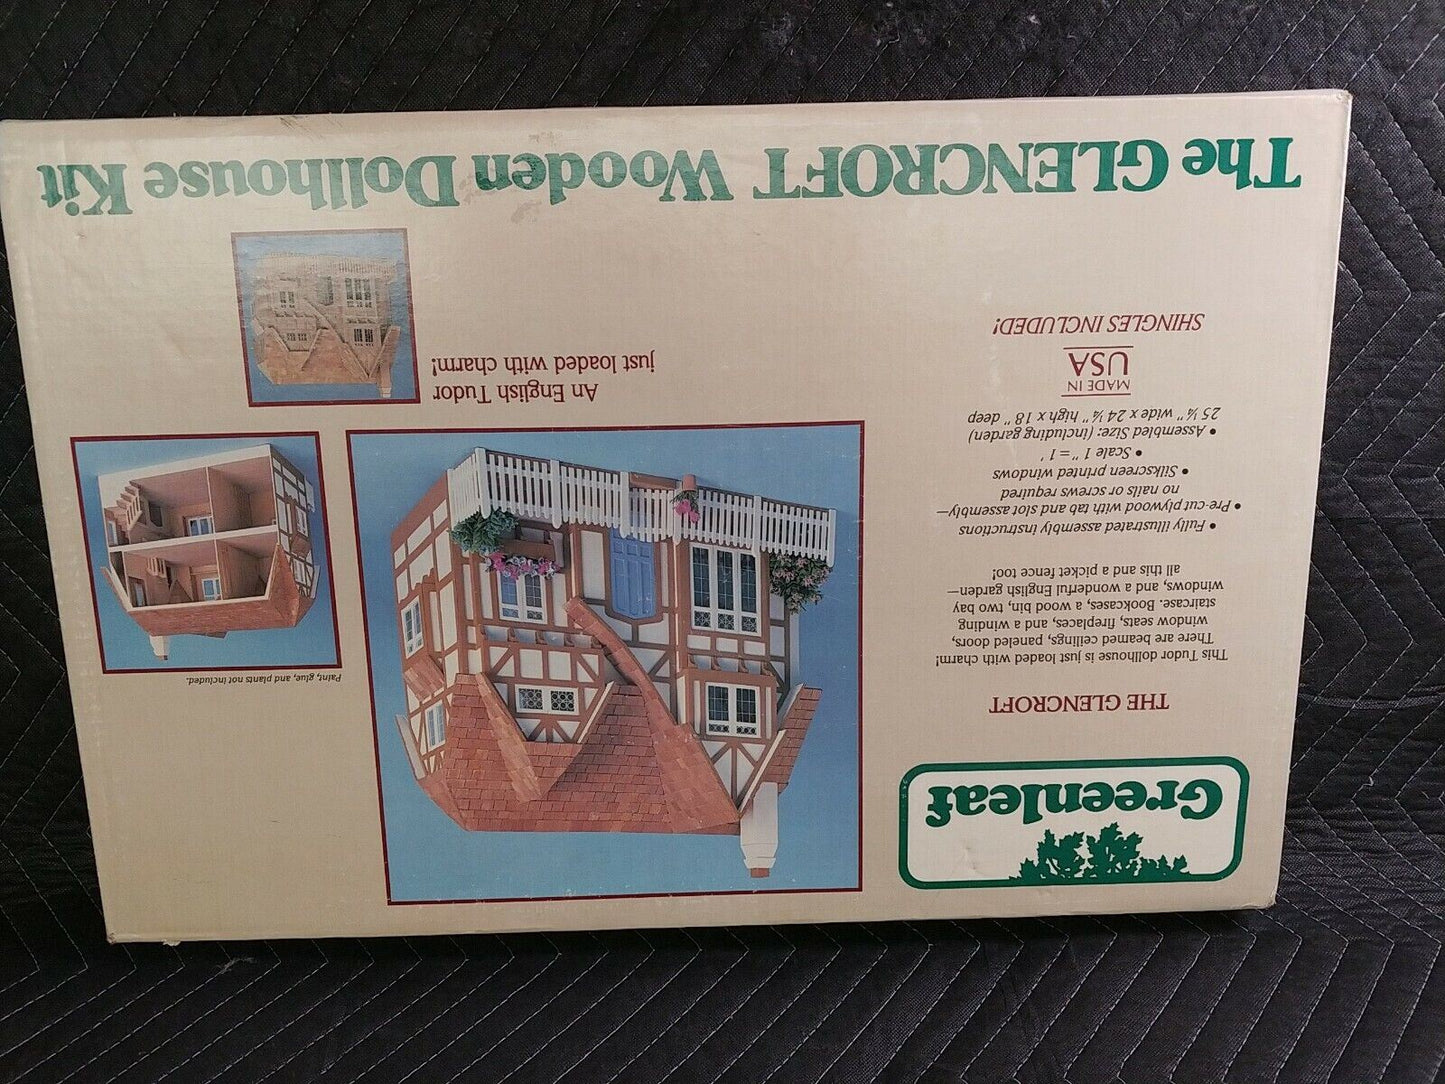 Greenleaf
THE GLENCROFT
This Tudor dollhouse is just loaded with charm!
There are beamed ceilings, paneled doors,
window seats, fireplaces, and a winding
staircase. Bookcases, a wood bin, two bay
windows, and a wonderful English garden—
all this and a picket fence too!
• Fully illustrated assembly instructions
• Pre-cut plywood with tab and slot assembly—
no nails or screws required
• Silkscreen printed windows
• Scale 1"=1'
• Assembled Size: (including garden)
25 ¼" wide x 24 ¼" high x 18" deep
MADE IN
USA
SHINGLES INCLUDED!
Paint, glue, and plants not included.
An English Tudor
just loaded with charm!
The GLENCROFT Wooden Dollhouse Kit